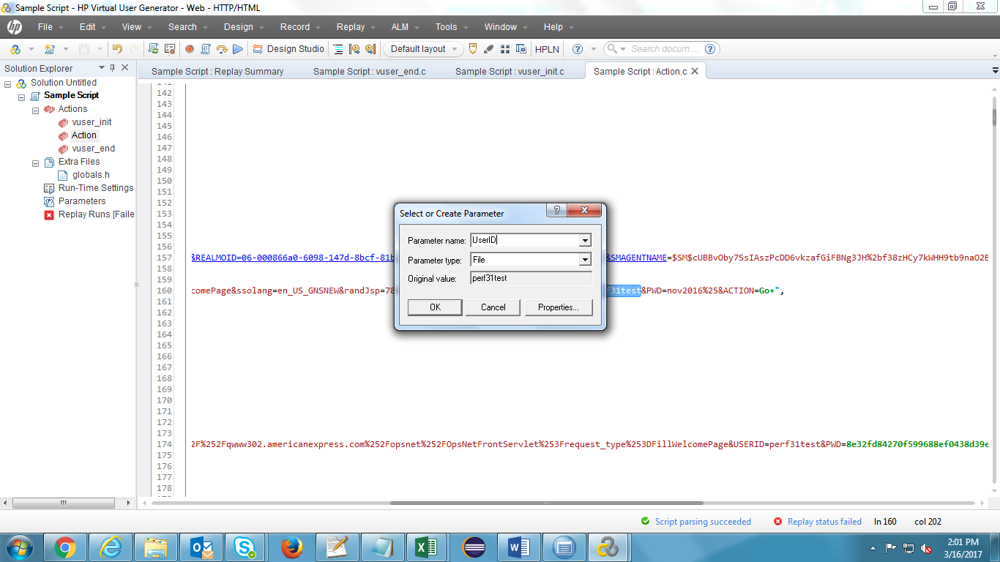 Sample Script - HP Virtual User Generator - Web - HTTP/HTML
hp File Edit View Search Design Record Replay ALM Tools Window Help
Design Studio Default layout HPLN Search docum...
Solution Explorer
Sample Script : Replay Summary Sample Script : vuser_end.c Sample Script : vuser_init.c Sample Script : Action.c
Solution Untitled
Sample Script
Actions
vuser_init
Action
vuser_end
Extra Files
globals.h
Run-Time Settings
Parameters
Replay Runs [Faile
141
142
143
144
145
146
147
148
149
150
151
152
153
154
155
156
157 &REALMOID=06-000866a0-6098-147d-8bcf-81b &SMAGENTNAME=$SM$cUBBvOby7SsIAszPcDD6vkzafGiFBNg3JH%2bf38zHCy7kWHH9tb9naO2B
158
159
160 comePage&ssolang=en_US_GNSNEW&randJsp=78 f31test&PWD=nov2016%25&ACTION=Go+",
161
162
163
164
165
166
167
168
169
170
171
172
173
174 2F%252Fqwww302.americanexpress.com%252Fopsnet%252FOpsNetFrontServlet%253Frequest_type%253DFillWelcomePage&USERID=perf31test&PWD=8e32fd84270f599688ef0438d39e
175
176
177
178
Select or Create Parameter
Parameter name: UserID
Parameter type: File
Original value: perf31test
OK Cancel Properties...
Script parsing succeeded Replay status failed ln 160 col 202
2:01 PM
3/16/2017